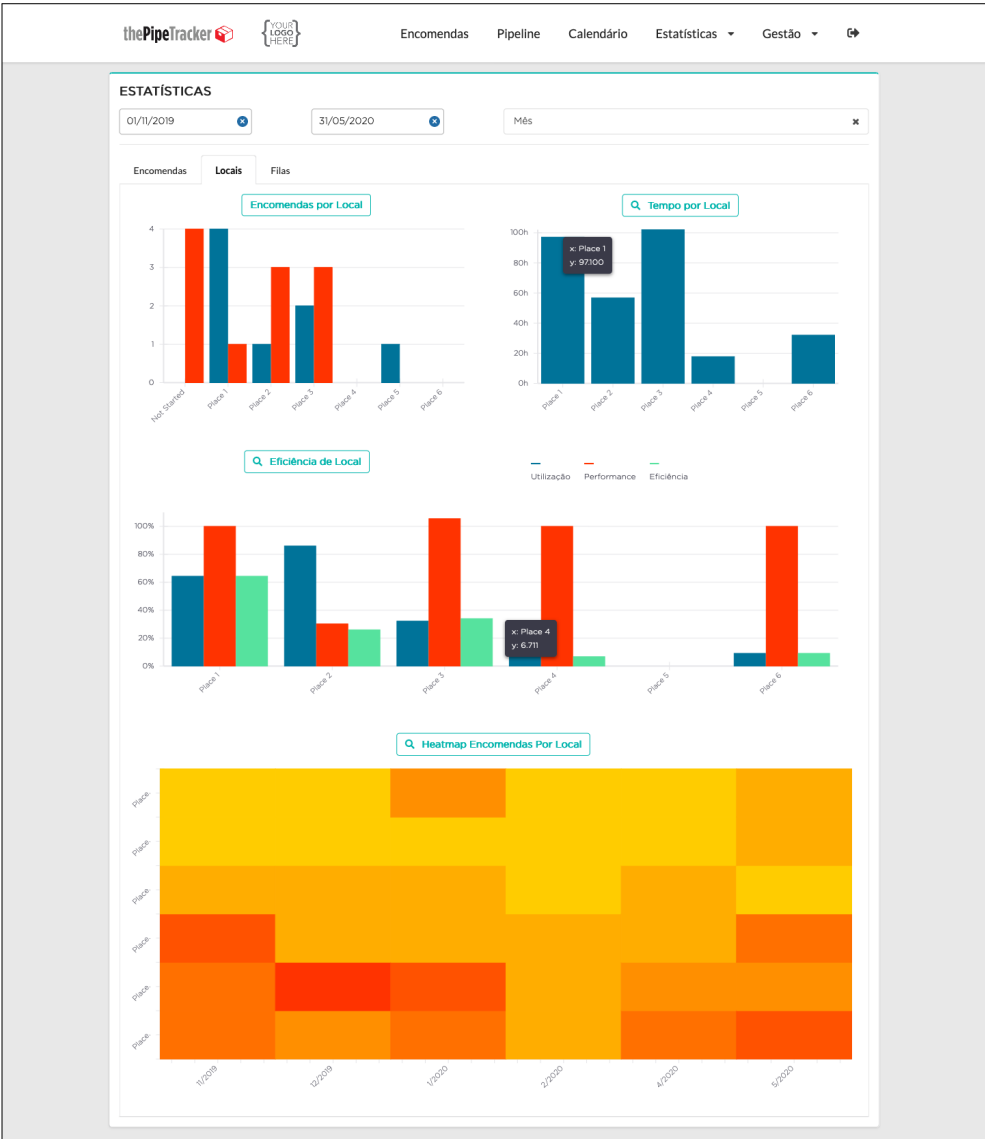 thePipeTracker
{YOUR LOGO HERE}
Encomendas Pipeline Calendário Estatísticas Gestão
ESTATÍSTICAS
01/11/2019 31/05/2020 Mês
Encomendas Locais Filas
Encomendas por Local
4
3
2
1
0
Not Started Place 1 Place 2 Place 3 Place 4 Place 5 Place 6
Tempo por Local
100h
80h
60h
40h
20h
0h
x: Place 1
y: 97.100
Place 1 Place 2 Place 3 Place 4 Place 5 Place 6
Eficiência de Local
Utilização Performance Eficiência
100%
80%
60%
40%
20%
0%
x: Place 4
y: 6.711
Place 1 Place 2 Place 3 Place 4 Place 5 Place 6
Heatmap Encomendas Por Local
Place.
Place.
Place.
Place.
Place.
Place.
11/2019 12/2019 1/2020 2/2020 4/2020 5/2020